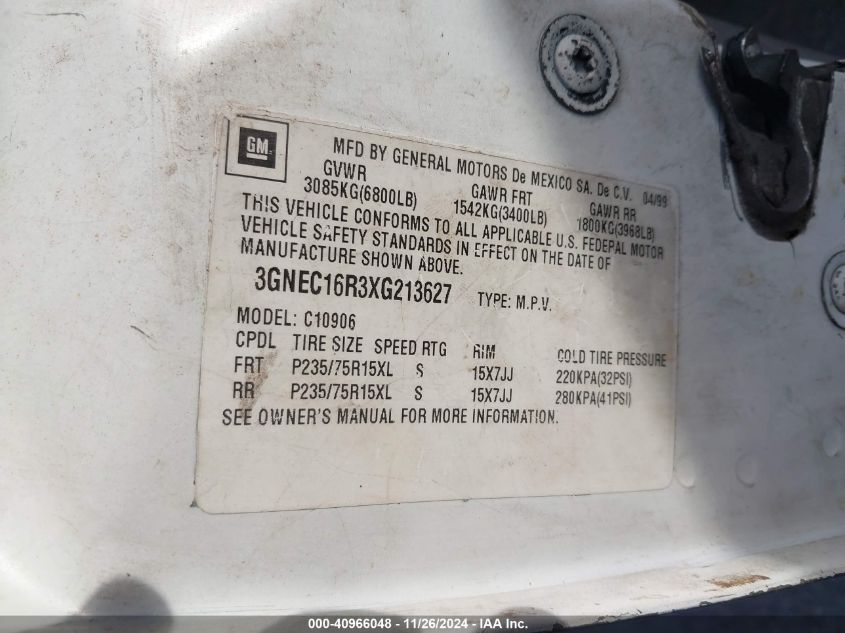 GM
MFD BY GENERAL MOTORS De MEXICO SA. De C.V. 04/99
GVWR GAWR FRT GAWR RR
3085KG(6800LB) 1542KG(3400LB) 1800KG(3968LB)
THIS VEHICLE CONFORMS TO ALL APPLICABLE U.S. FEDERAL MOTOR
VEHICLE SAFETY STANDARDS IN EFFECT ON THE DATE OF
MANUFACTURE SHOWN ABOVE.
3GNEC16R3XG213627 TYPE: M.P.V.
MODEL: C10906
CPDL TIRE SIZE SPEED RTG RIM COLD TIRE PRESSURE
FRT P235/75R15XL S 15X7JJ 220KPA(32PSI)
RR P235/75R15XL S 15X7JJ 280KPA(41PSI)
SEE OWNER'S MANUAL FOR MORE INFORMATION.
000-40966048 - 11/26/2024 - IAA Inc.